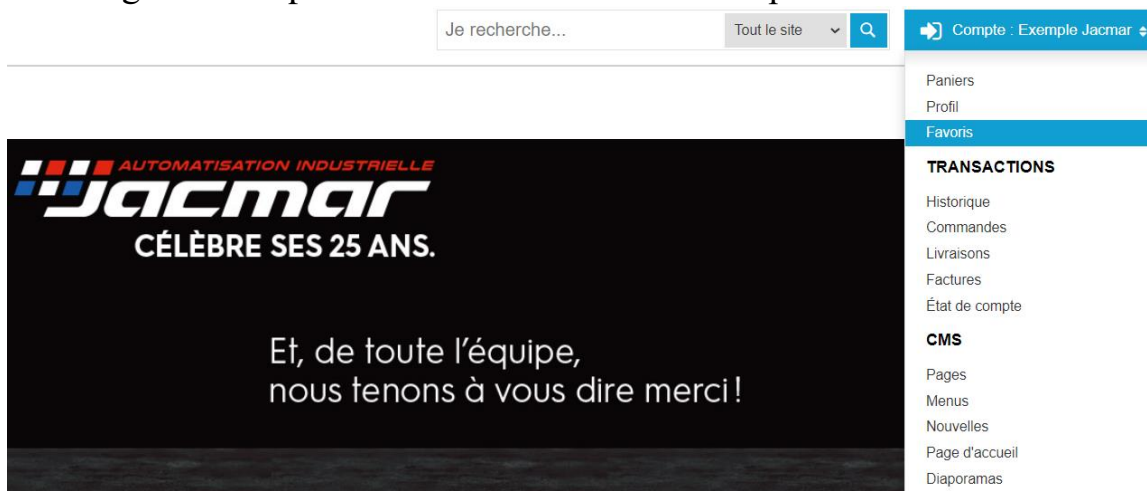 Je recherche...
Tout le site
Compte : Exemple Jacmar
Paniers
Profil
Favoris
TRANSACTIONS
Historique
Commandes
Livraisons
Factures
État de compte
CMS
Pages
Menus
Nouvelles
Page d'accueil
Diaporamas
AUTOMATISATION INDUSTRIELLE
Jacmar
CÉLÈBRE SES 25 ANS.
Et, de toute l'équipe,
nous tenons à vous dire merci!